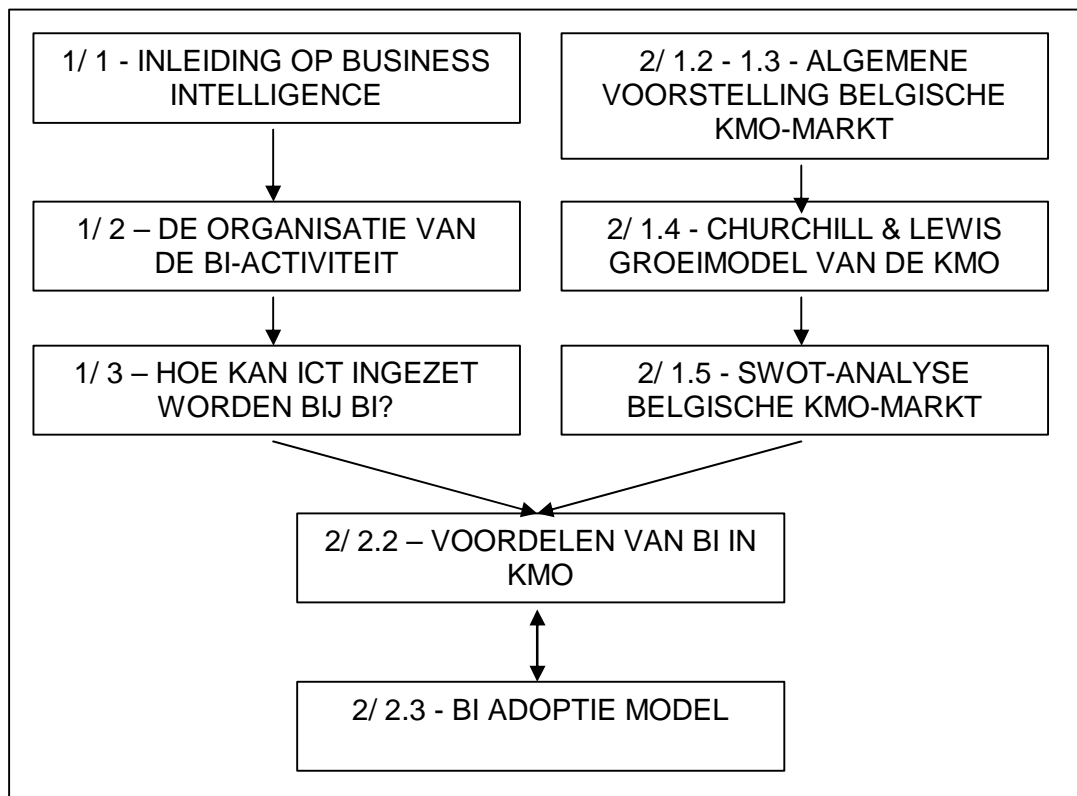 1/ 1 - INLEIDING OP BUSINESS
INTELLIGENCE
1/ 2 – DE ORGANISATIE VAN
DE BI-ACTIVITEIT
1/ 3 – HOE KAN ICT INGEZET
WORDEN BIJ BI?
2/ 1.2 - 1.3 - ALGEMENE
VOORSTELLING BELGISCHE
KMO-MARKT
2/ 1.4 - CHURCHILL & LEWIS
GROEIMODEL VAN DE KMO
2/ 1.5 - SWOT-ANALYSE
BELGISCHE KMO-MARKT
2/ 2.2 – VOORDELEN VAN BI IN
KMO
2/ 2.3 - BI ADOPTIE MODEL